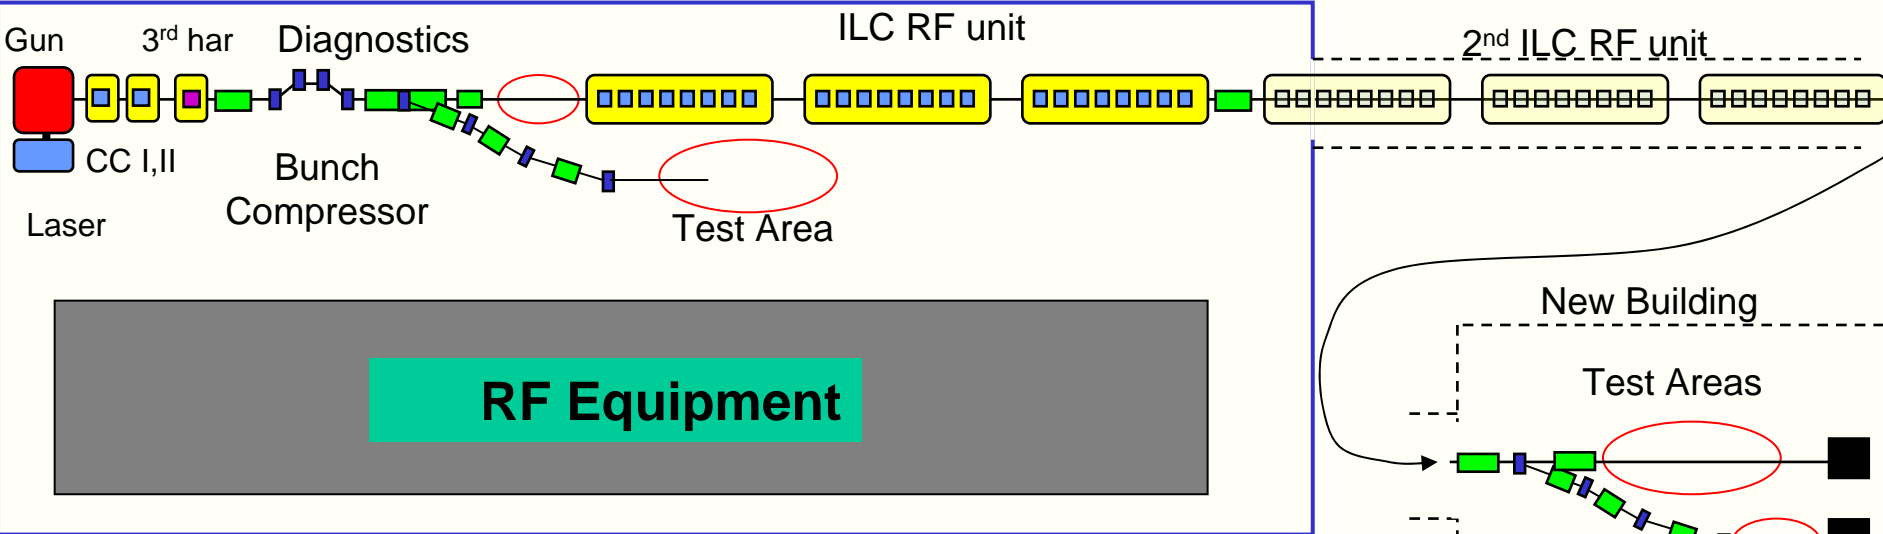 Gun
3rd har
Diagnostics
ILC RF unit
2nd ILC RF unit
CC I,II
Bunch
Compressor
Laser
Test Area
New Building
Test Areas
RF Equipment